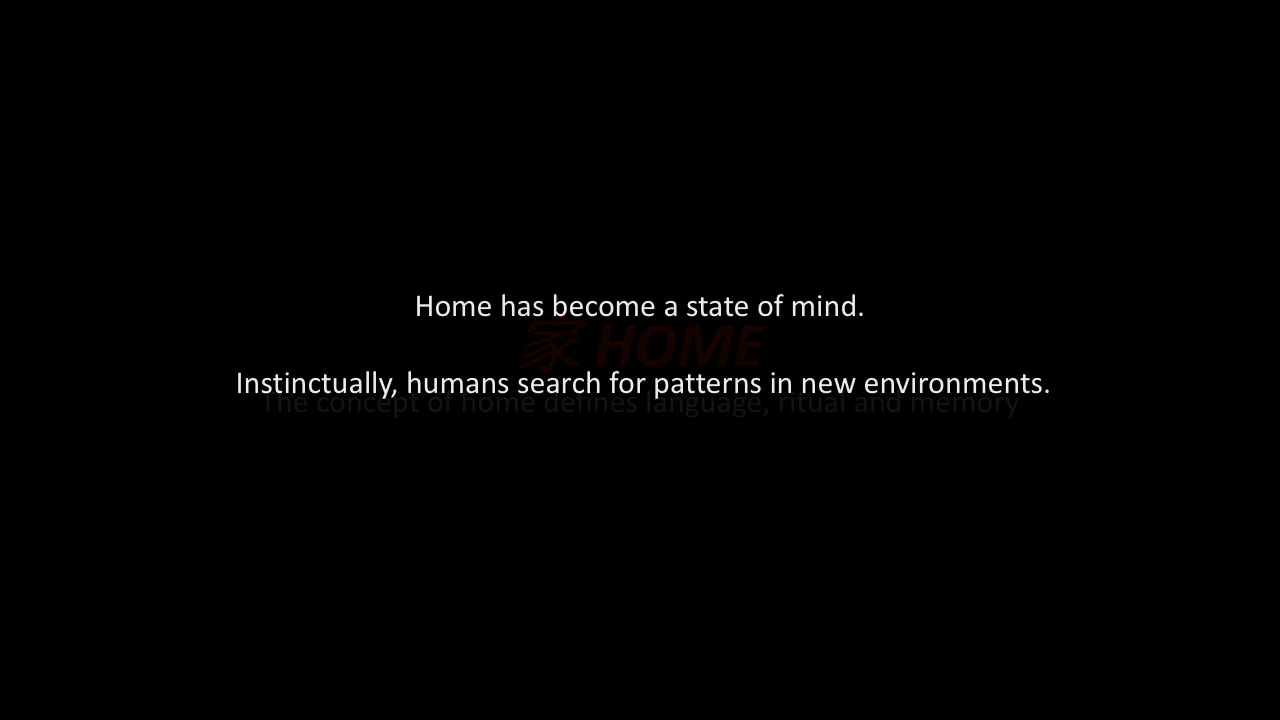 Home has become a state of mind.
家 HOME
Instinctually, humans search for patterns in new environments.
The concept of home defines language, ritual and memory